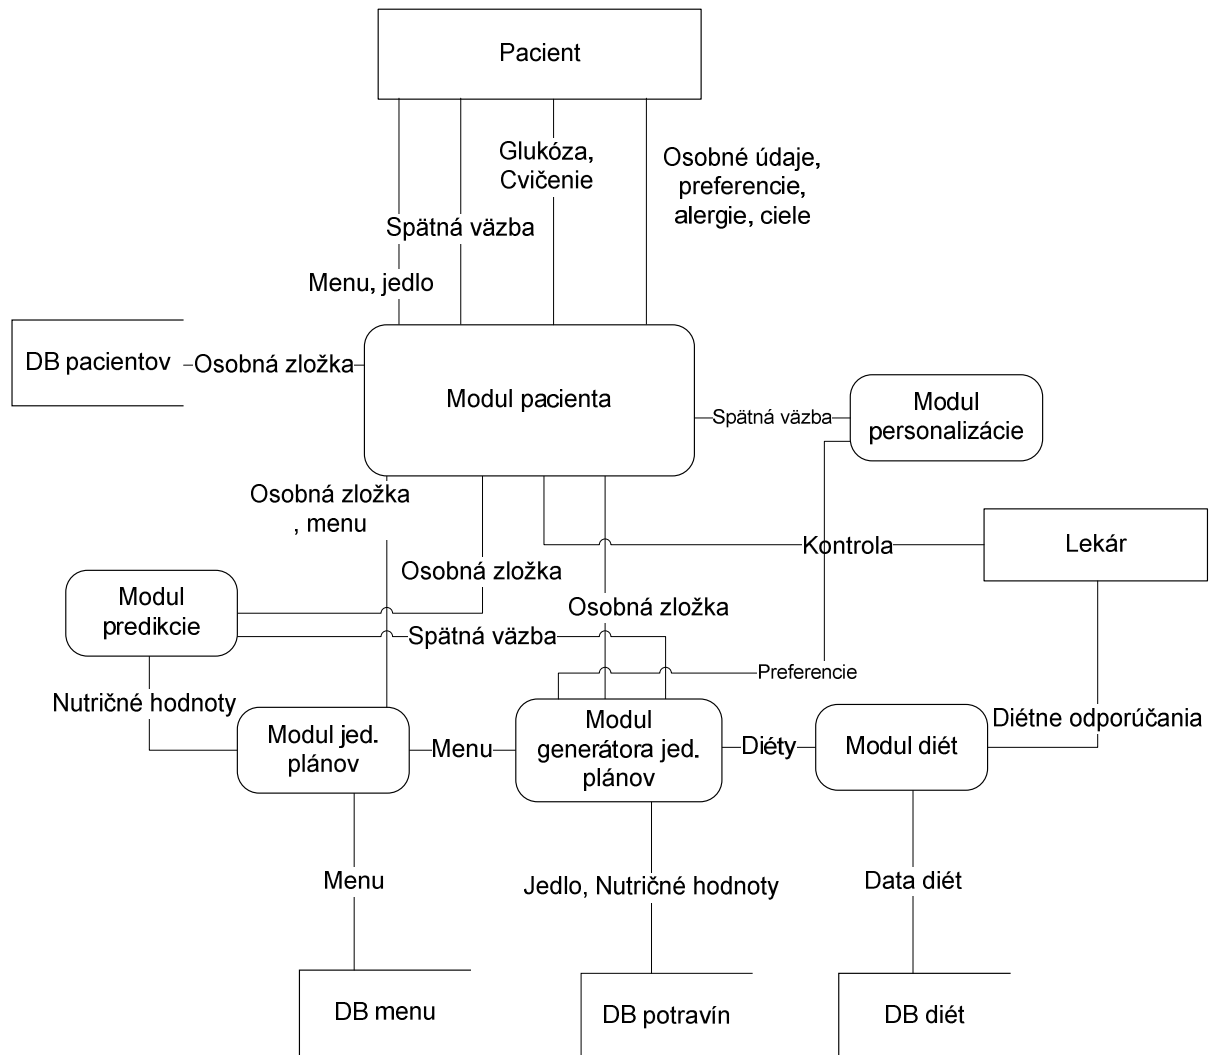 Pacient
Glukóza,
Cvičenie
Osobné údaje,
preferencie,
alergie, ciele
Spätná väzba
Menu, jedlo
DB pacientov
Osobná zložka
Modul pacienta
Spätná väzba
Modul
personalizácie
Osobná zložka
, menu
Kontrola
Lekár
Osobná zložka
Osobná zložka
Modul
predikcie
Spätná väzba
Preferencie
Nutričné hodnoty
Modul jed.
plánov
Menu
Modul
generátora jed.
plánov
Diéty
Modul diét
Diétne odporúčania
Menu
Jedlo, Nutričné hodnoty
Data diét
DB menu
DB potravín
DB diét